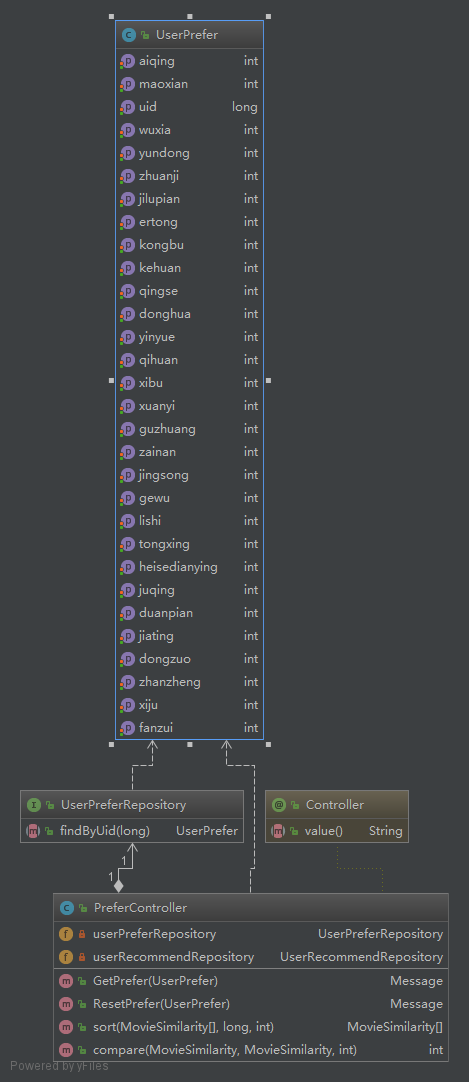 UserPrefer
aiqing int
maoxian int
uid long
wuxia int
yundong int
zhuanji int
jilupian int
ertong int
kongbu int
kehuan int
qingse int
donghua int
yinyue int
qihuan int
xibu int
xuanyi int
guzhuang int
zainan int
jingsong int
gewu int
lishi int
tongxing int
heisedianying int
juqing int
duanpian int
jiating int
dongzuo int
zhanzheng int
xiju int
fanzui int
UserPreferRepository
findByUid(long) UserPrefer
Controller
value() String
1
1
PreferController
userPreferRepository UserPreferRepository
userRecommendRepository UserRecommendRepository
GetPrefer(UserPrefer) Message
ResetPrefer(UserPrefer) Message
sort(MovieSimilarity[], long, int) MovieSimilarity[]
compare(MovieSimilarity, MovieSimilarity, int) int
Powered by yFiles